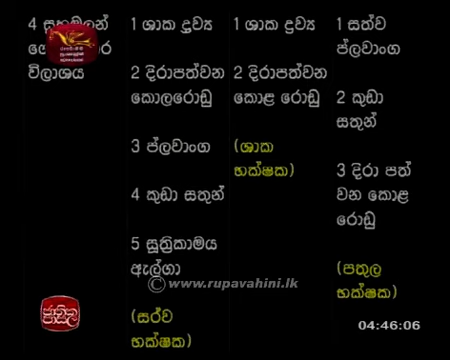 4
විලාශය
1 ශාක ද්‍රව්‍ය
2 දිරාපත්වන
කොලරොඩු
3 ප්ලවාංග
4 කුඩා සතුන්
5 සූත්‍රිකාමය
ඇල්ගා
(සර්ව
භක්ෂක)
1 ශාක ද්‍රව්‍ය
2 දිරාපත්වන
කොළ රොඩු
(ශාක
භක්ෂක)
1 සත්ව
ප්ලවාංග
2 කුඩා
සතුන්
3 දිරා පත්
වන කොළ
රොඩු
(පතුල
භක්ෂක)
© www.rupavahini.lk
ජාතික
පාසල
04:46:06